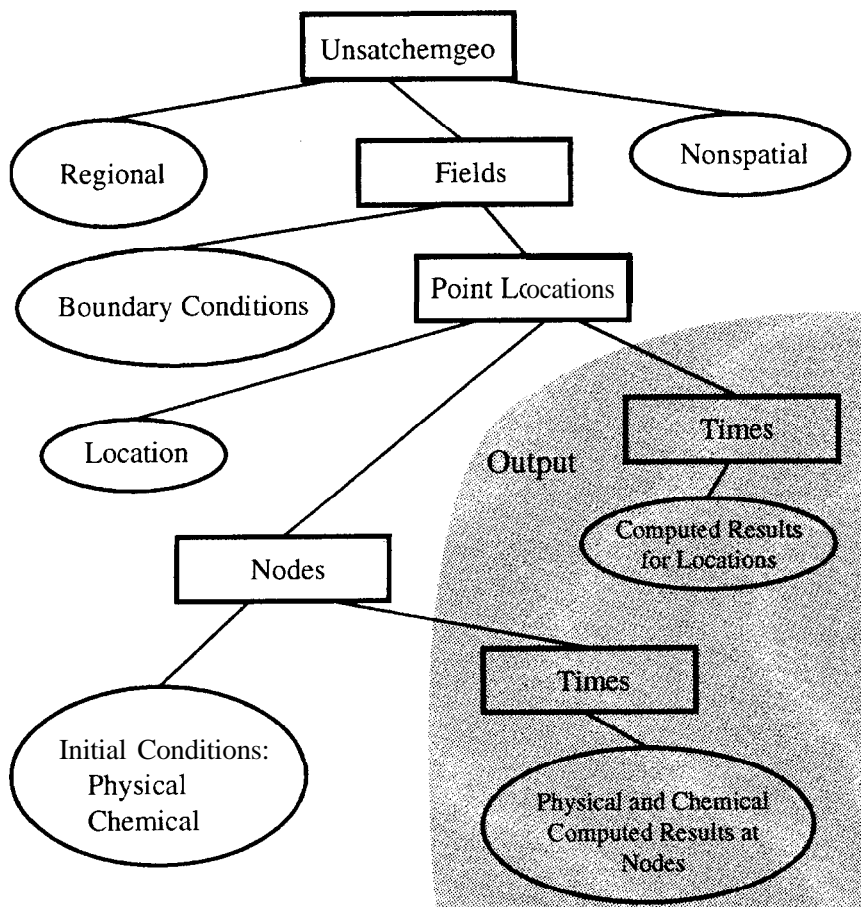 Unsatchemgeo
Regional
Fields
Nonspatial
Boundary Conditions
Point Lcocations
Location
Output
Times
Computed Results
for Locations
Nodes
Times
Initial Conditions:
Physical
Chemical
Physical and Chemical
Computed Results at
Nodes